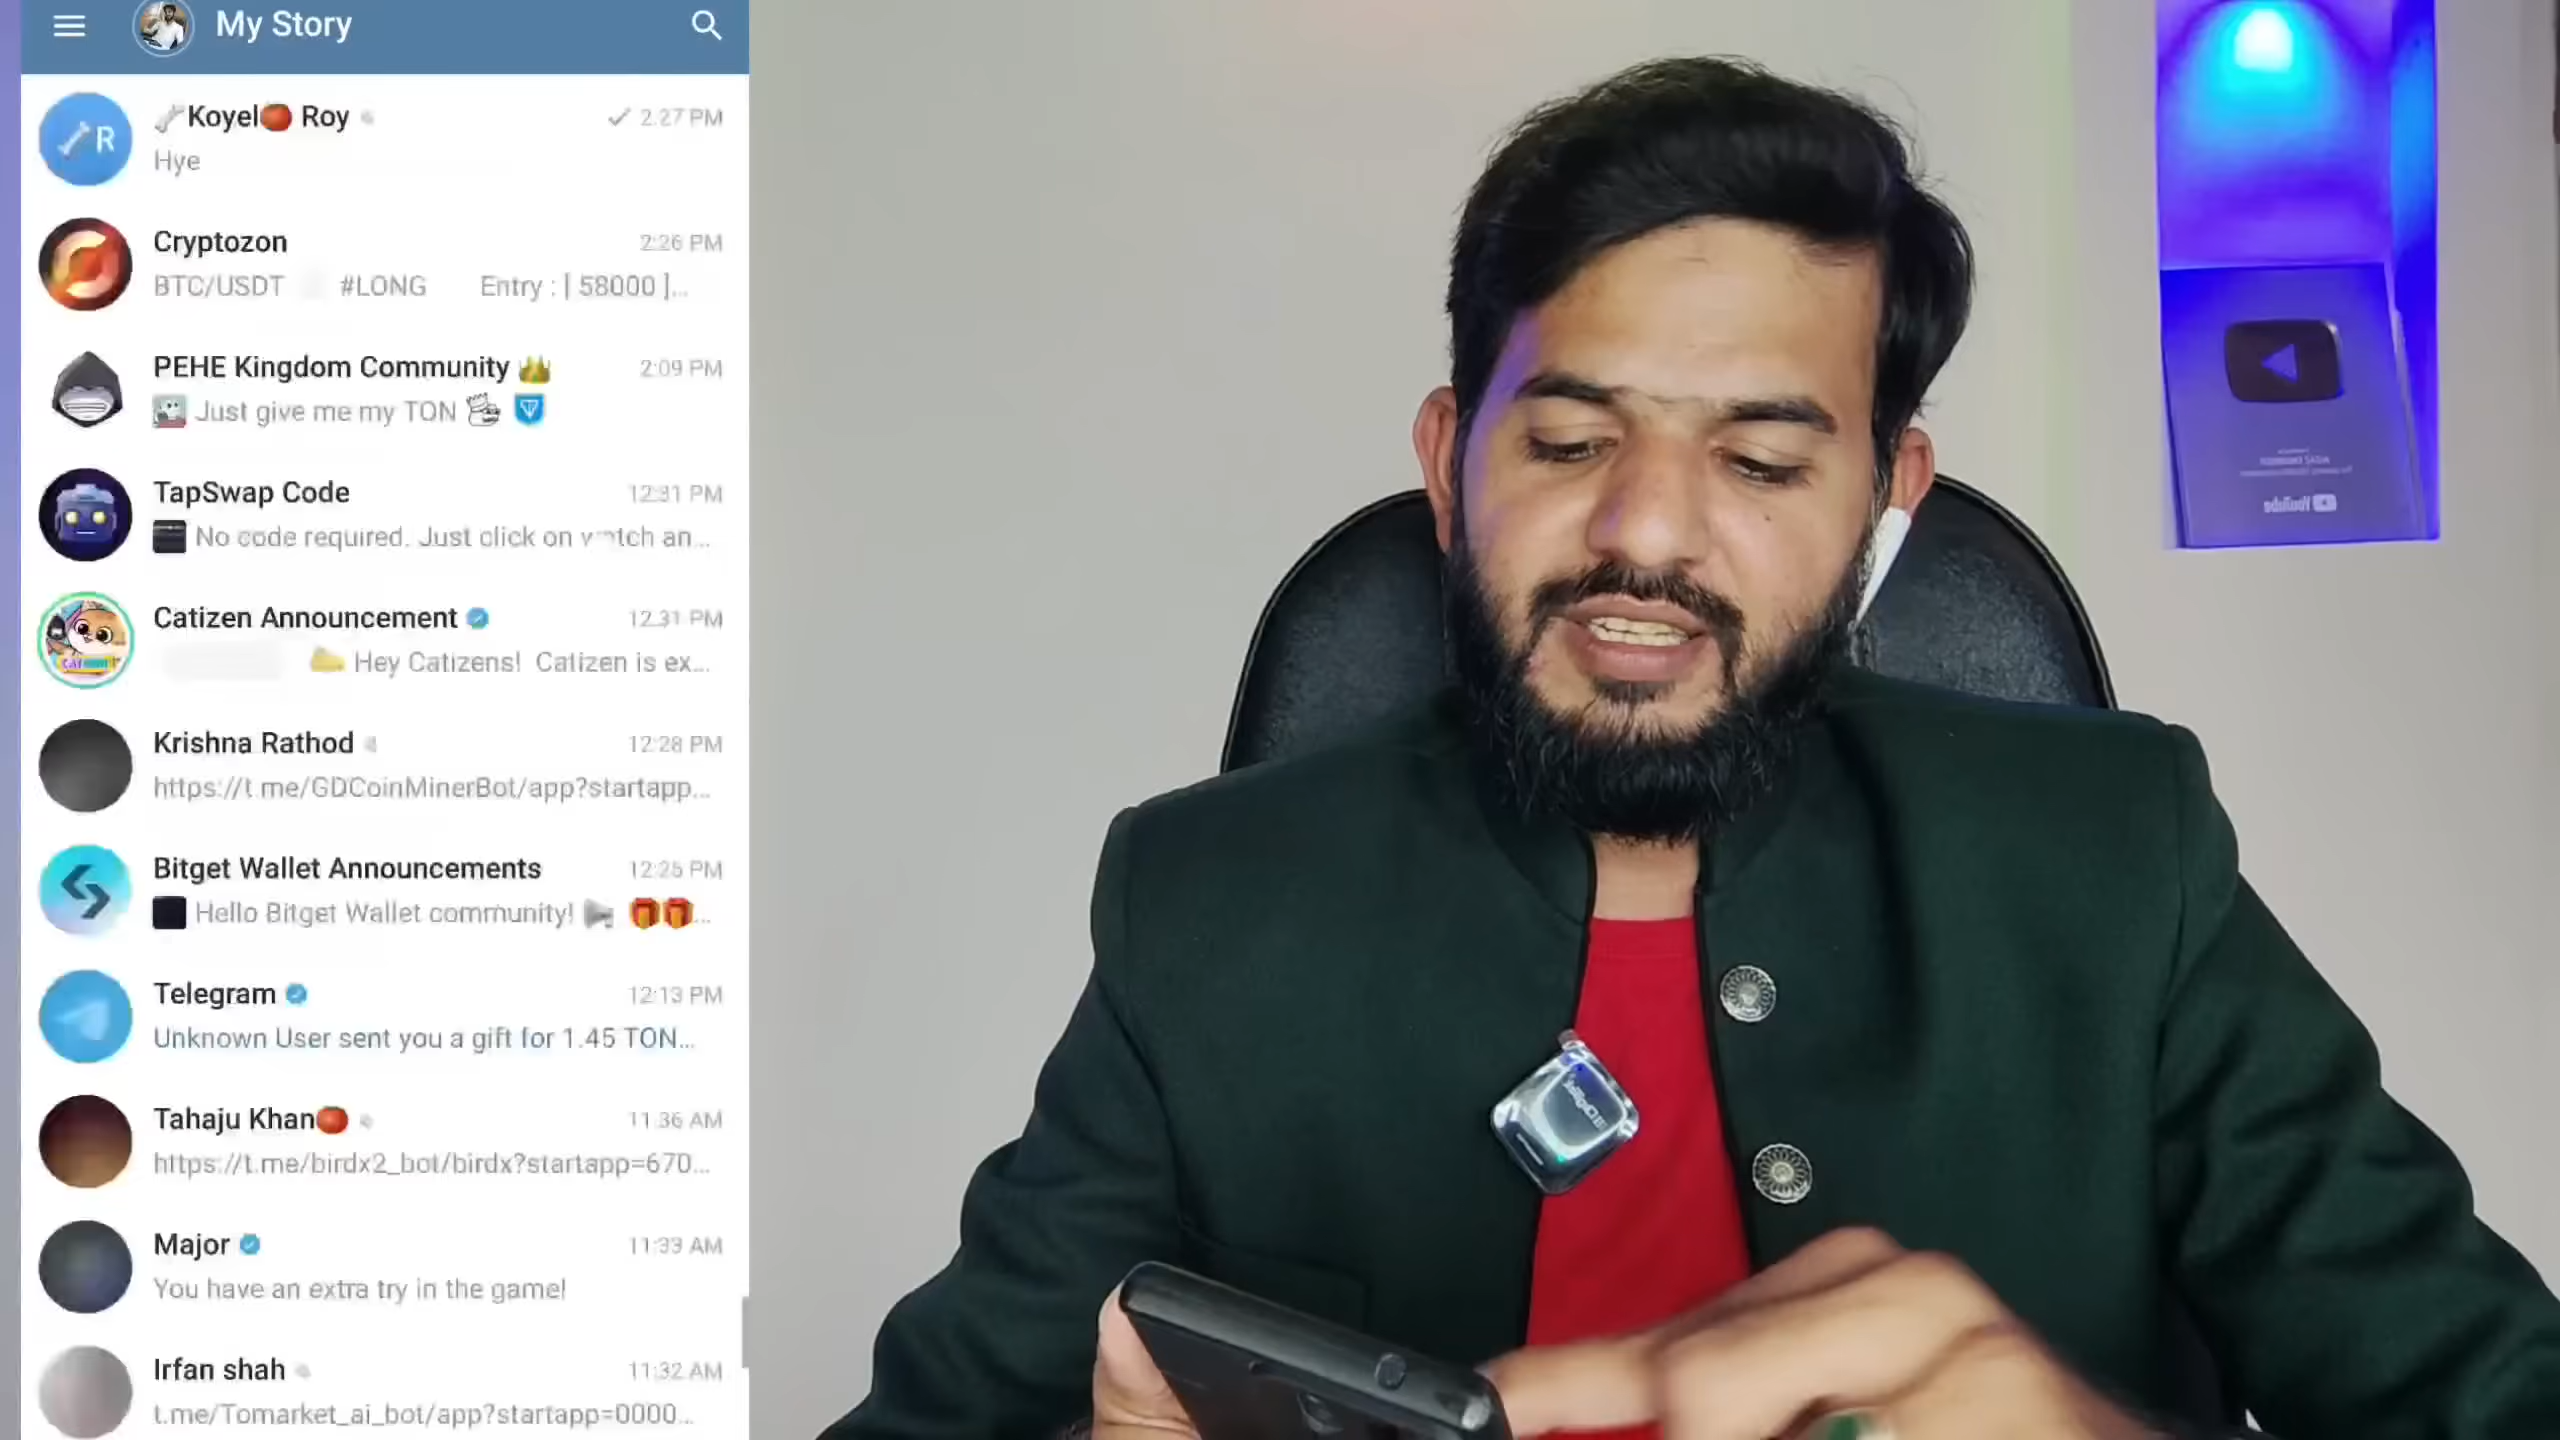 My Story
Koyel Roy
2:27 PM
R
Hye
Cryptozon
2:26 PM
BTC/USDT #LONG Entry : [ 58000 ]...
PEHE Kingdom Community
2:09 PM
Just give me my TON
TapSwap Code
12:31 PM
No code required. Just click on watch an...
Catizen Announcement
12:31 PM
Hey Catizens! Catizen is ex...
Krishna Rathod
12:28 PM
https://t.me/GDCoinMinerBot/app?startapp...
Bitget Wallet Announcements
12:25 PM
Hello Bitget Wallet community! ...
Telegram
12:13 PM
Unknown User sent you a gift for 1.45 TON...
Tahaju Khan
11:36 AM
https://t.me/birdx2_bot/birdx?startapp=670...
Major
11:33 AM
You have an extra try in the game!
Irfan shah
11:32 AM
t.me/Tomarket_ai_bot/app?startapp=0000...
YouTube